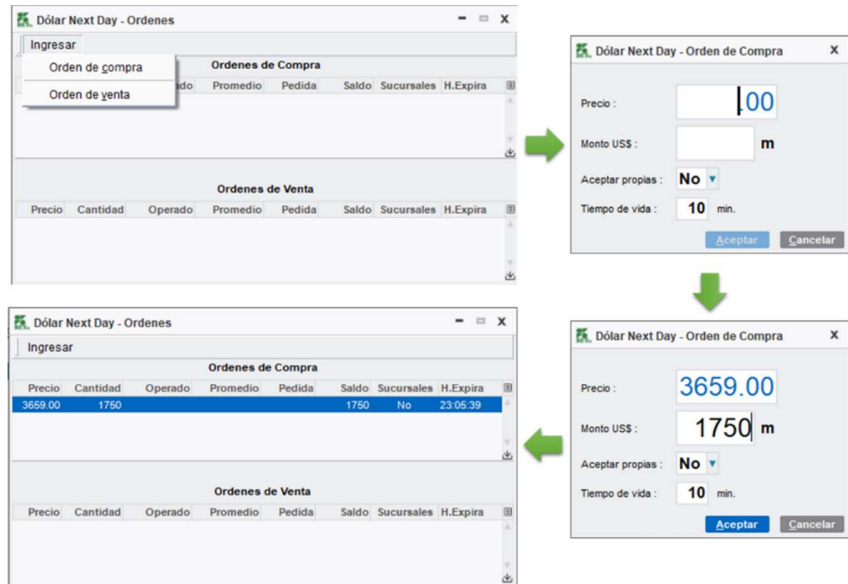 Dólar Next Day - Ordenes
Ingresar
Orden de compra
Orden de venta
Ordenes de Compra
Promedio Pedida Saldo Sucursales H.Expira
Ordenes de Venta
Precio Cantidad Operado Promedio Pedida Saldo Sucursales H.Expira
Dólar Next Day - Orden de Compra
Precio : .00
Monto US$ : m
Aceptar propias : No
Tiempo de vida : 10 min.
Aceptar Cancelar
Dólar Next Day - Orden de Compra
Precio : 3659.00
Monto US$ : 1750 m
Aceptar propias : No
Tiempo de vida : 10 min.
Aceptar Cancelar
Dólar Next Day - Ordenes
Ingresar
Ordenes de Compra
Precio Cantidad Operado Promedio Pedida Saldo Sucursales H.Expira
3659.00 1750 1750 No 23:05:39
Ordenes de Venta
Precio Cantidad Operado Promedio Pedida Saldo Sucursales H.Expira